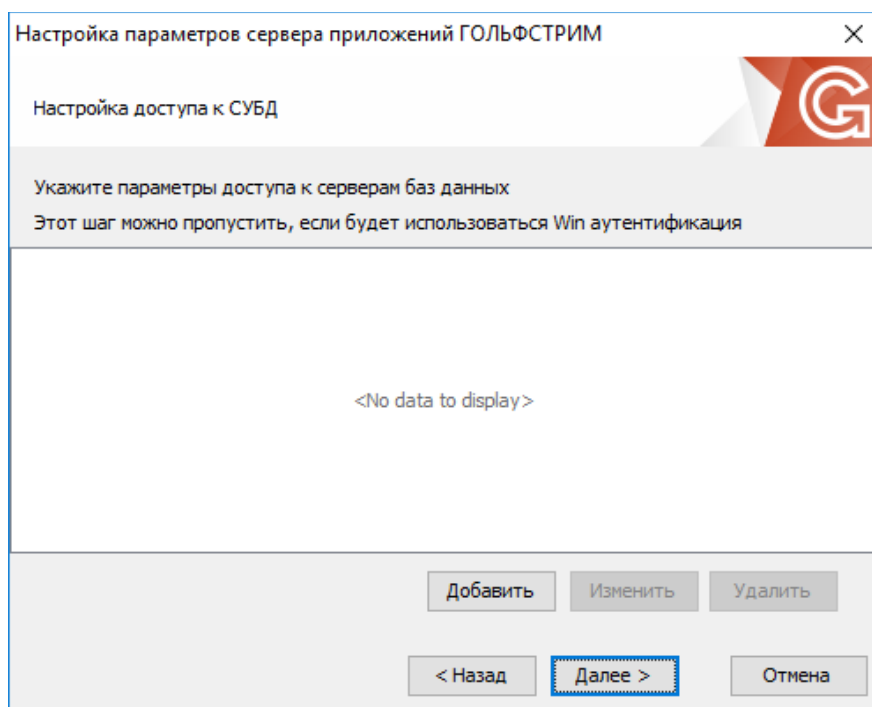 Настройка параметров сервера приложений ГОЛЬФСТРИМ
Настройка доступа к СУБД
Укажите параметры доступа к серверам баз данных
Этот шаг можно пропустить, если будет использоваться Win аутентификация
<No data to display>
Добавить Изменить Удалить
< Назад Далее > Отмена